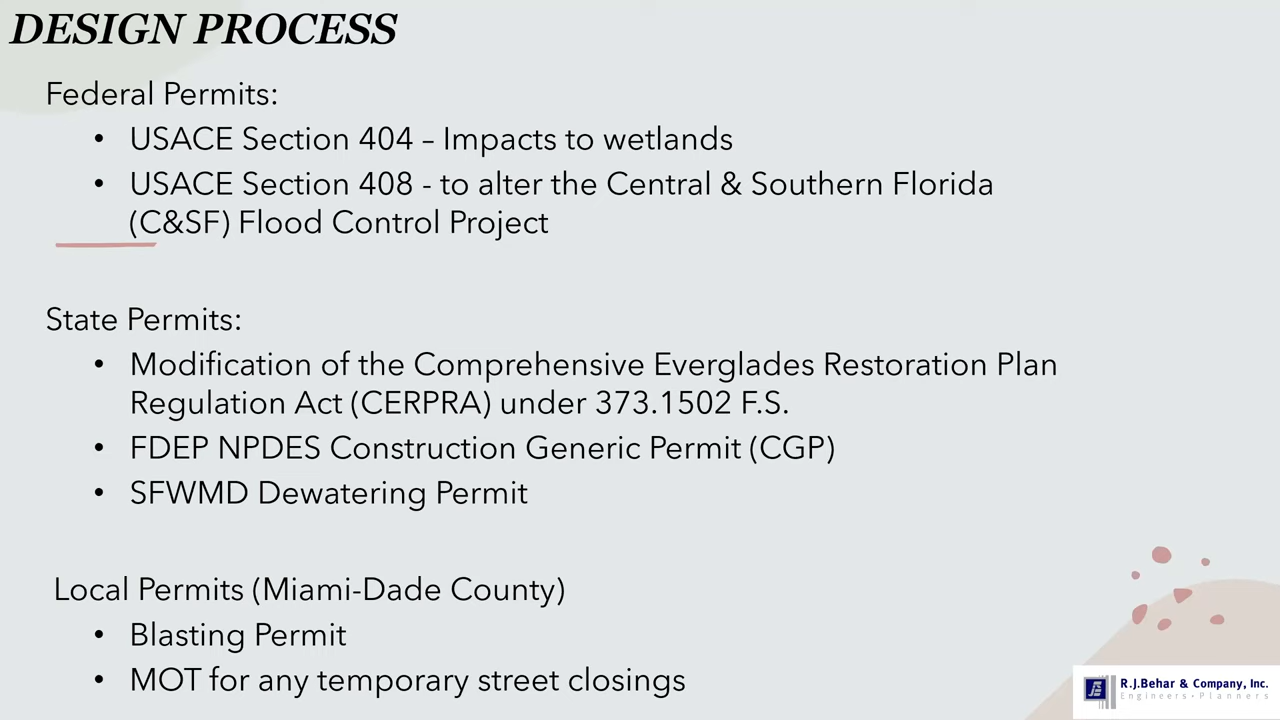 DESIGN PROCESS
Federal Permits:
• USACE Section 404 – Impacts to wetlands
• USACE Section 408 - to alter the Central & Southern Florida
(C&SF) Flood Control Project
State Permits:
• Modification of the Comprehensive Everglades Restoration Plan
Regulation Act (CERPRA) under 373.1502 F.S.
• FDEP NPDES Construction Generic Permit (CGP)
• SFWMD Dewatering Permit
Local Permits (Miami-Dade County)
• Blasting Permit
• MOT for any temporary street closings
R.J.Behar & Company, Inc.
Engineers•Planners